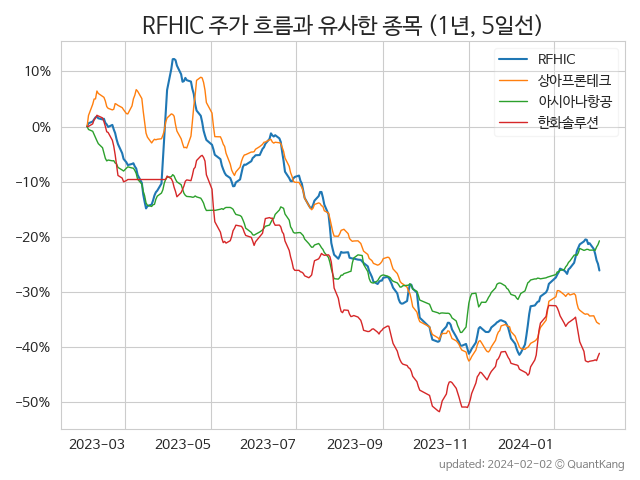 RFHIC 주가 흐름과 유사한 종목 (1년, 5일선)
RFHIC
상아프론테크
아시아나항공
한화솔루션
10%
0%
−10%
−20%
−30%
−40%
−50%
2023−03 2023−05 2023−07 2023−09 2023−11 2024−01
updated: 2024-02-02 © QuantKang